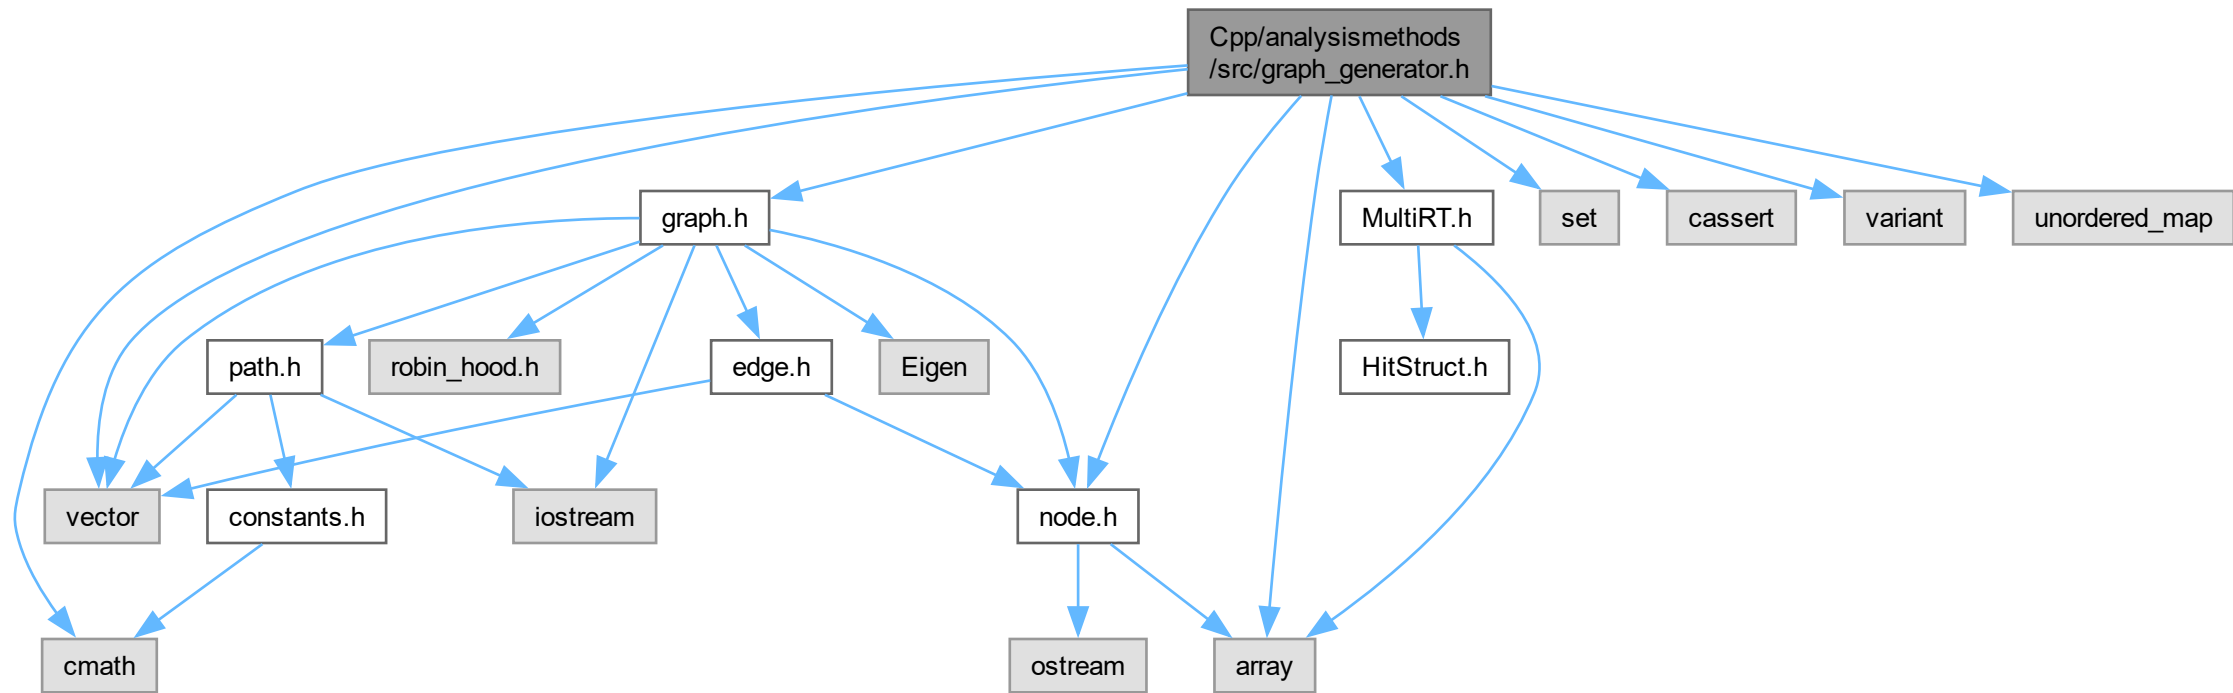 Cpp/analysismethods
/src/graph_generator.h
graph.h
MultiRT.h
set
cassert
variant
unordered_map
path.h
robin_hood.h
edge.h
Eigen
HitStruct.h
vector
constants.h
iostream
node.h
cmath
ostream
array